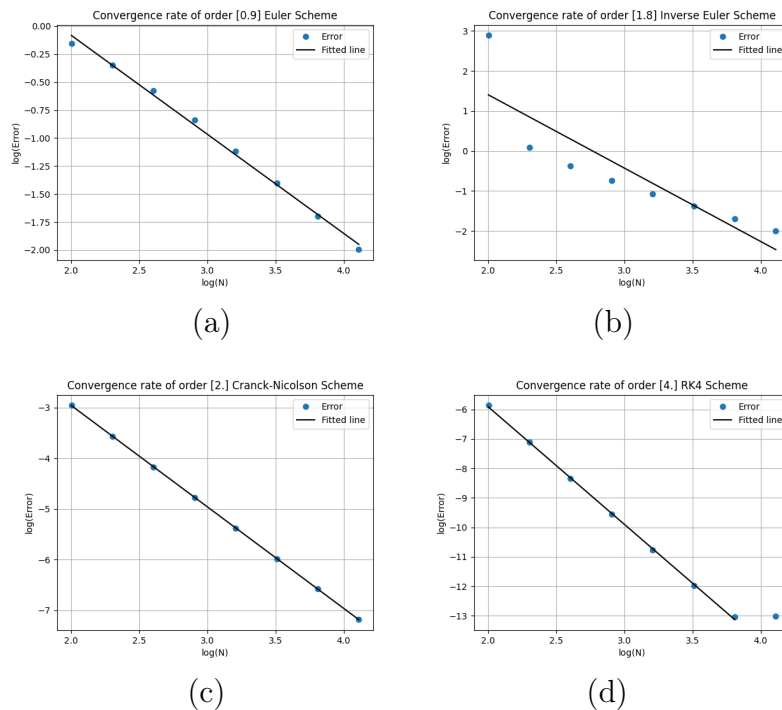 Convergence rate of order [0.9] Euler Scheme
Error
Fitted line
0.00
−0.25
−0.50
−0.75
−1.00
−1.25
−1.50
−1.75
−2.00
log(Error)
2.0 2.5 3.0 3.5 4.0
log(N)
(a)
Convergence rate of order [1.8] Inverse Euler Scheme
Error
Fitted line
3
2
1
0
−1
−2
log(Error)
2.0 2.5 3.0 3.5 4.0
log(N)
(b)
Convergence rate of order [2.] Cranck-Nicolson Scheme
Error
Fitted line
−3
−4
−5
−6
−7
log(Error)
2.0 2.5 3.0 3.5 4.0
log(N)
(c)
Convergence rate of order [4.] RK4 Scheme
Error
Fitted line
−6
−7
−8
−9
−10
−11
−12
−13
log(Error)
2.0 2.5 3.0 3.5 4.0
log(N)
(d)